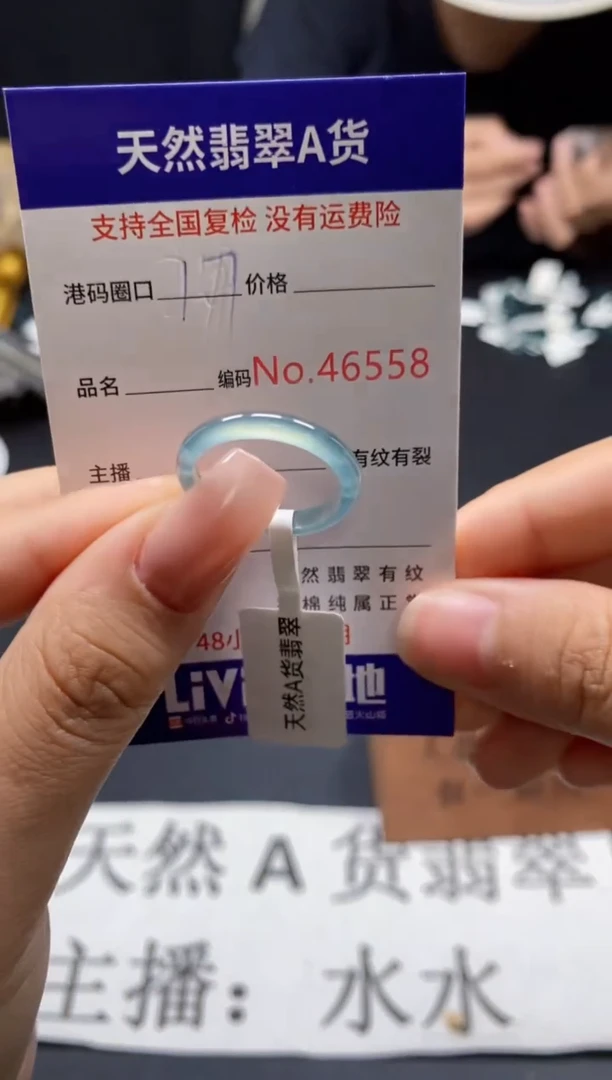 天然翡翠A货
支持全国复检 没有运费险
港码圈口 价格
品名 编码No.46558
主播 有纹有裂
然翡翠有纹
棉纯属正
48小
LiVi 地
天然A货翡翠
天然A货翡翠
主播：水水